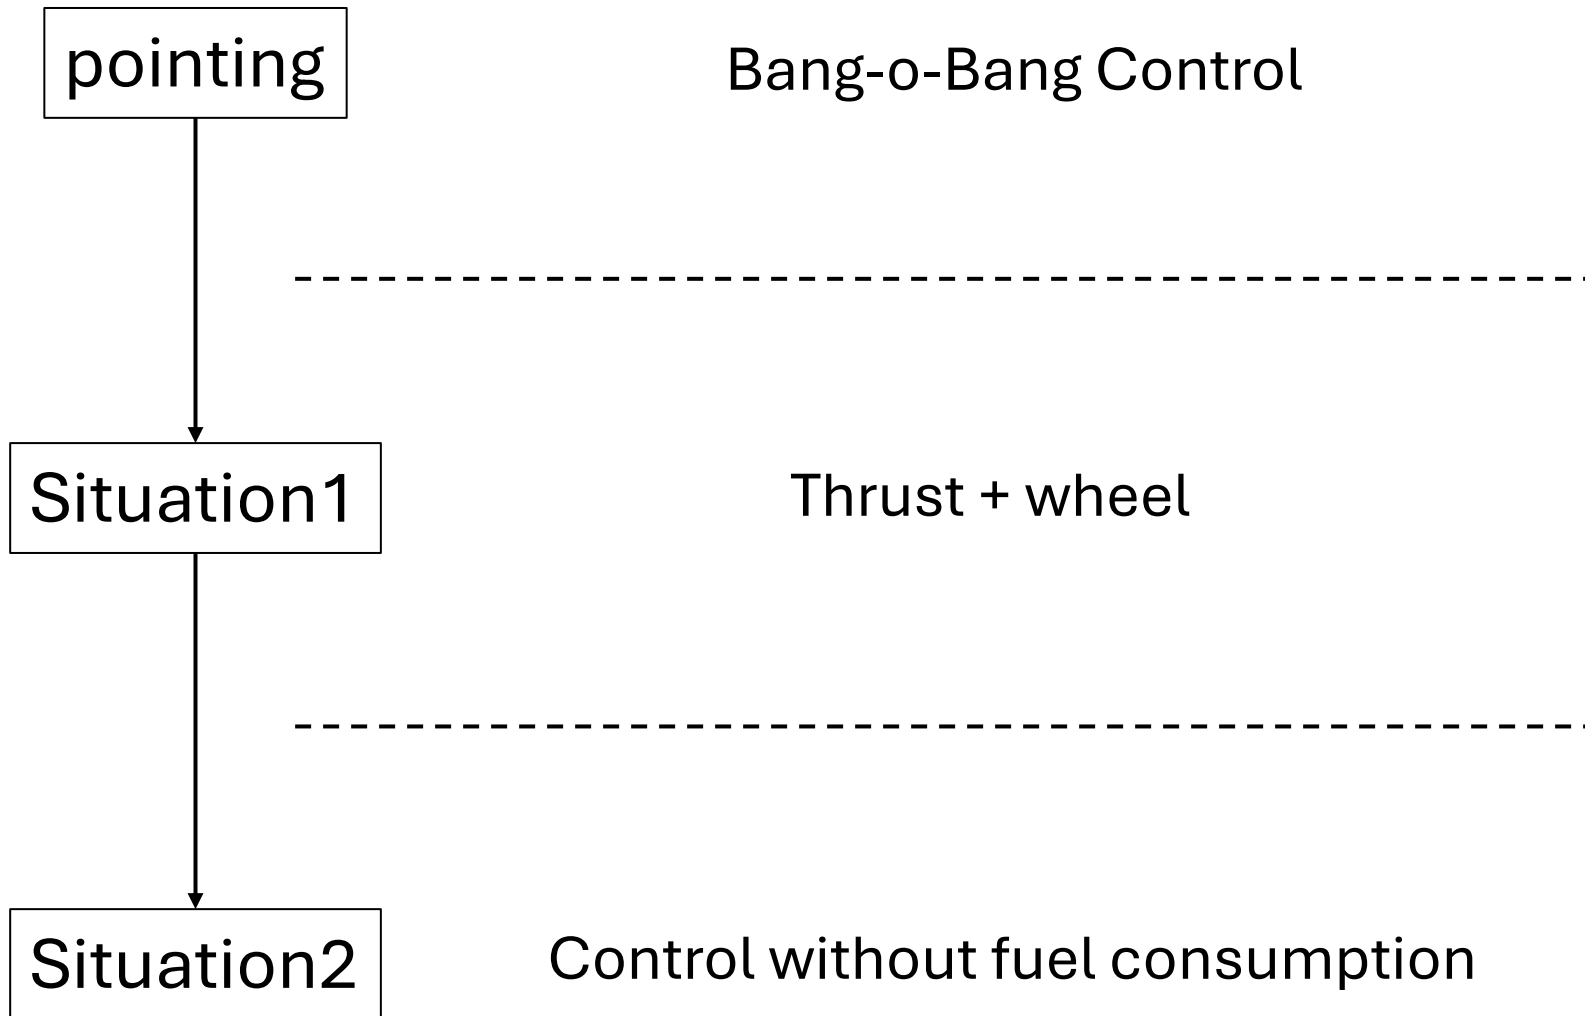 pointing
Bang-o-Bang Control
Situation1
Thrust + wheel
Situation2
Control without fuel consumption